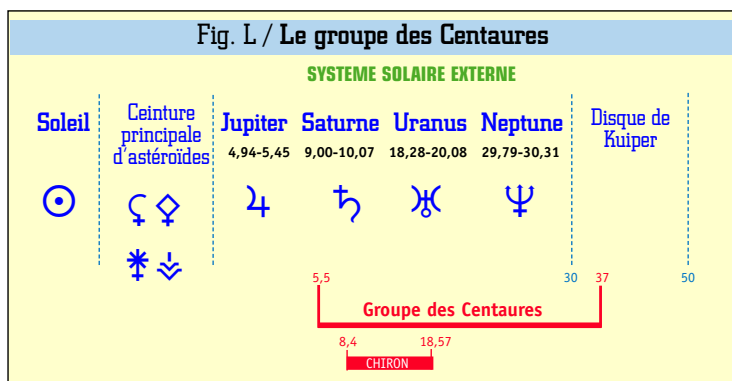 Fig. L / Le groupe des Centaures
SYSTEME SOLAIRE EXTERNE
Soleil
Ceinture
principale
d'astéroïdes
Jupiter
4,94-5,45
Saturne
9,00-10,07
Uranus
18,28-20,08
Neptune
29,79-30,31
Disque de
Kuiper
5,5
30
37
50
Groupe des Centaures
8,4
18,57
CHIRON